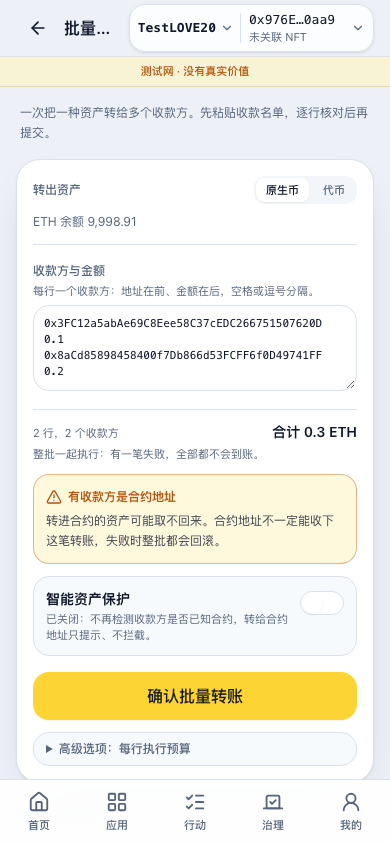 批量...
TestLOVE20
0x976E…0aa9
未关联 NFT
测试网 · 没有真实价值
一次把一种资产转给多个收款方。先粘贴收款名单，逐行核对后再
提交。
转出资产
原生币
代币
ETH 余额 9,998.91
收款方与金额
每行一个收款方：地址在前、金额在后，空格或逗号分隔。
0x3FC12a5abAe69C8Eee58C37cEDC266751507620D
0.1
0x8aCd85898458400f7Db866d53FCFF6f0D49741FF
0.2
2 行，2 个收款方
合计 0.3 ETH
整批一起执行：有一笔失败，全部都不会到账。
有收款方是合约地址
转进合约的资产可能取不回来。合约地址不一定能收下
这笔转账，失败时整批都会回滚。
智能资产保护
已关闭：不再检测收款方是否已知合约，转给合约
地址只提示、不拦截。
确认批量转账
高级选项：每行执行预算
首页
应用
行动
治理
我的